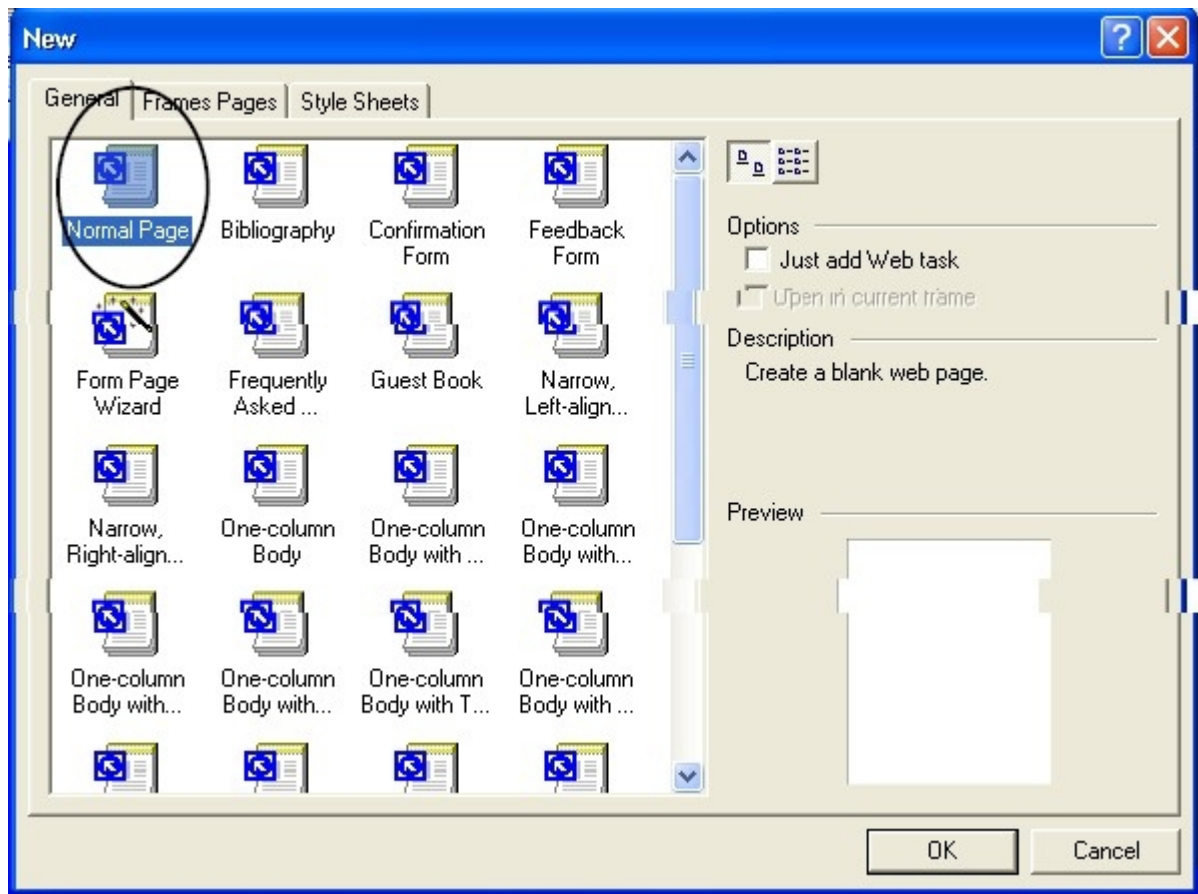 New
General Frames Pages Style Sheets
Normal Page Bibliography Confirmation Form Feedback Form
Options
Just add Web task
Open in current frame
Form Page Wizard Frequently Asked ... Guest Book Narrow, Left-align...
Description
Create a blank web page.
Narrow, Right-align... One-column Body One-column Body with ... One-column Body with...
Preview
One-column Body with... One-column Body with... One-column Body with T... One-column Body with ...
OK Cancel